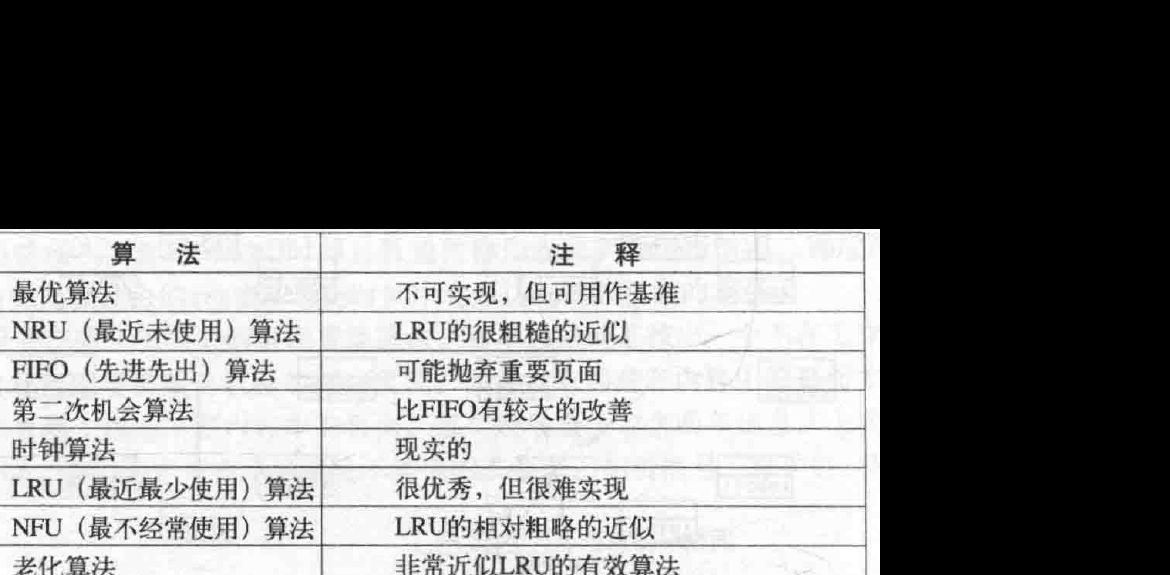 算 法 注 释
最优算法 不可实现，但可用作基准
NRU（最近未使用）算法 LRU的很粗糙的近似
FIFO（先进先出）算法 可能抛弃重要页面
第二次机会算法 比FIFO有较大的改善
时钟算法 现实的
LRU（最近最少使用）算法 很优秀，但很难实现
NFU（最不经常使用）算法 LRU的相对粗略的近似
老化算法 非常近似LRU的有效算法